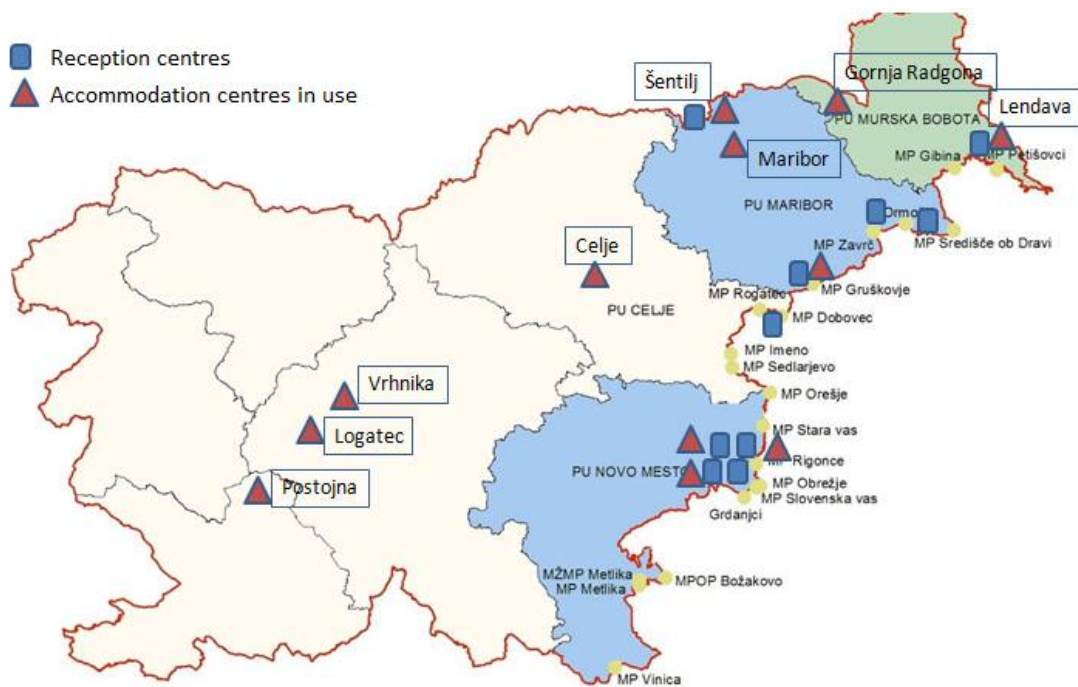 Reception centres
Accommodation centres in use
Šentilj
Gornja Radgona
Lendava
PU MURSKA BOBOTA
Maribor
MP Gibina
MP Petišovci
PU MARIBOR
Ormo
MP Središče ob Dravi
Celje
MP Zavrč
MP Gruškovje
MP Rogatec
PU CELJE
MP Dobovec
MP Imeno
MP Sedlarjevo
Vrhnika
MP Orešje
Logatec
MP Stara vas
PU NOVO MESTO
MP Rigonce
Postojna
MP Obrežje
MP Slovenska vas
Grdanjci
MŽMP Metlika
MPOP Božakovo
MP Metlika
MP Vinica